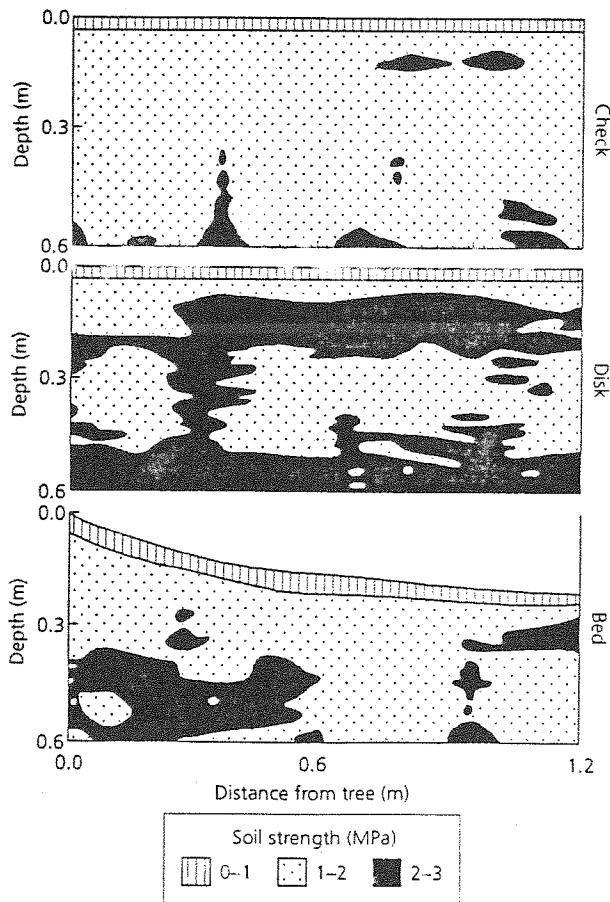 0.0
0.3
0.6
Depth (m)
Check
0.0
0.3
0.6
Depth (m)
Disk
0.0
0.3
0.6
Depth (m)
Bed
0.0 0.6 1.2
Distance from tree (m)
Soil strength (MPa)
0–1 1–2 2–3